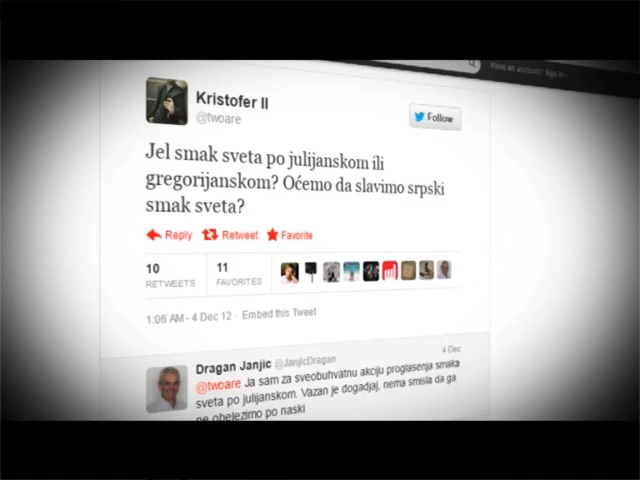 Have an account? Sign in
Kristofer II
@twoare
Follow
Jel smak sveta po julijanskom ili
gregorijanskom? Oćemo da slavimo srpski
smak sveta?
Reply Retweet Favorite
10 11
RETWEETS FAVORITES
1:06 AM - 4 Dec 12 · Embed this Tweet
Dragan Janjic @JanjicDragan 4 Dec
@twoare Ja sam za sveobuhvatnu akciju proglasenja smaka
sveta po julijanskom. Vazan je dogadjaj, nema smisla da ga
ne obelezimo po naski